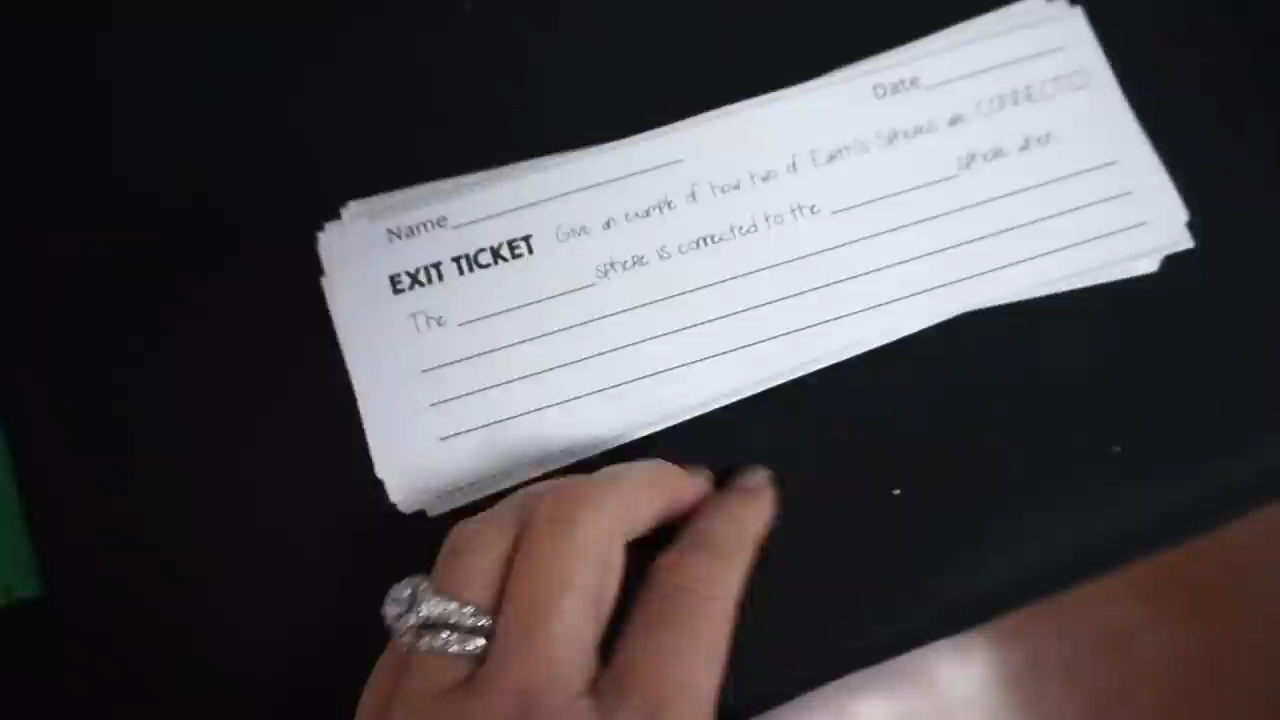 Name
Date
EXIT TICKET Give an example of how two of Earth's spheres are CONNECTED
The sphere is connected to the sphere when